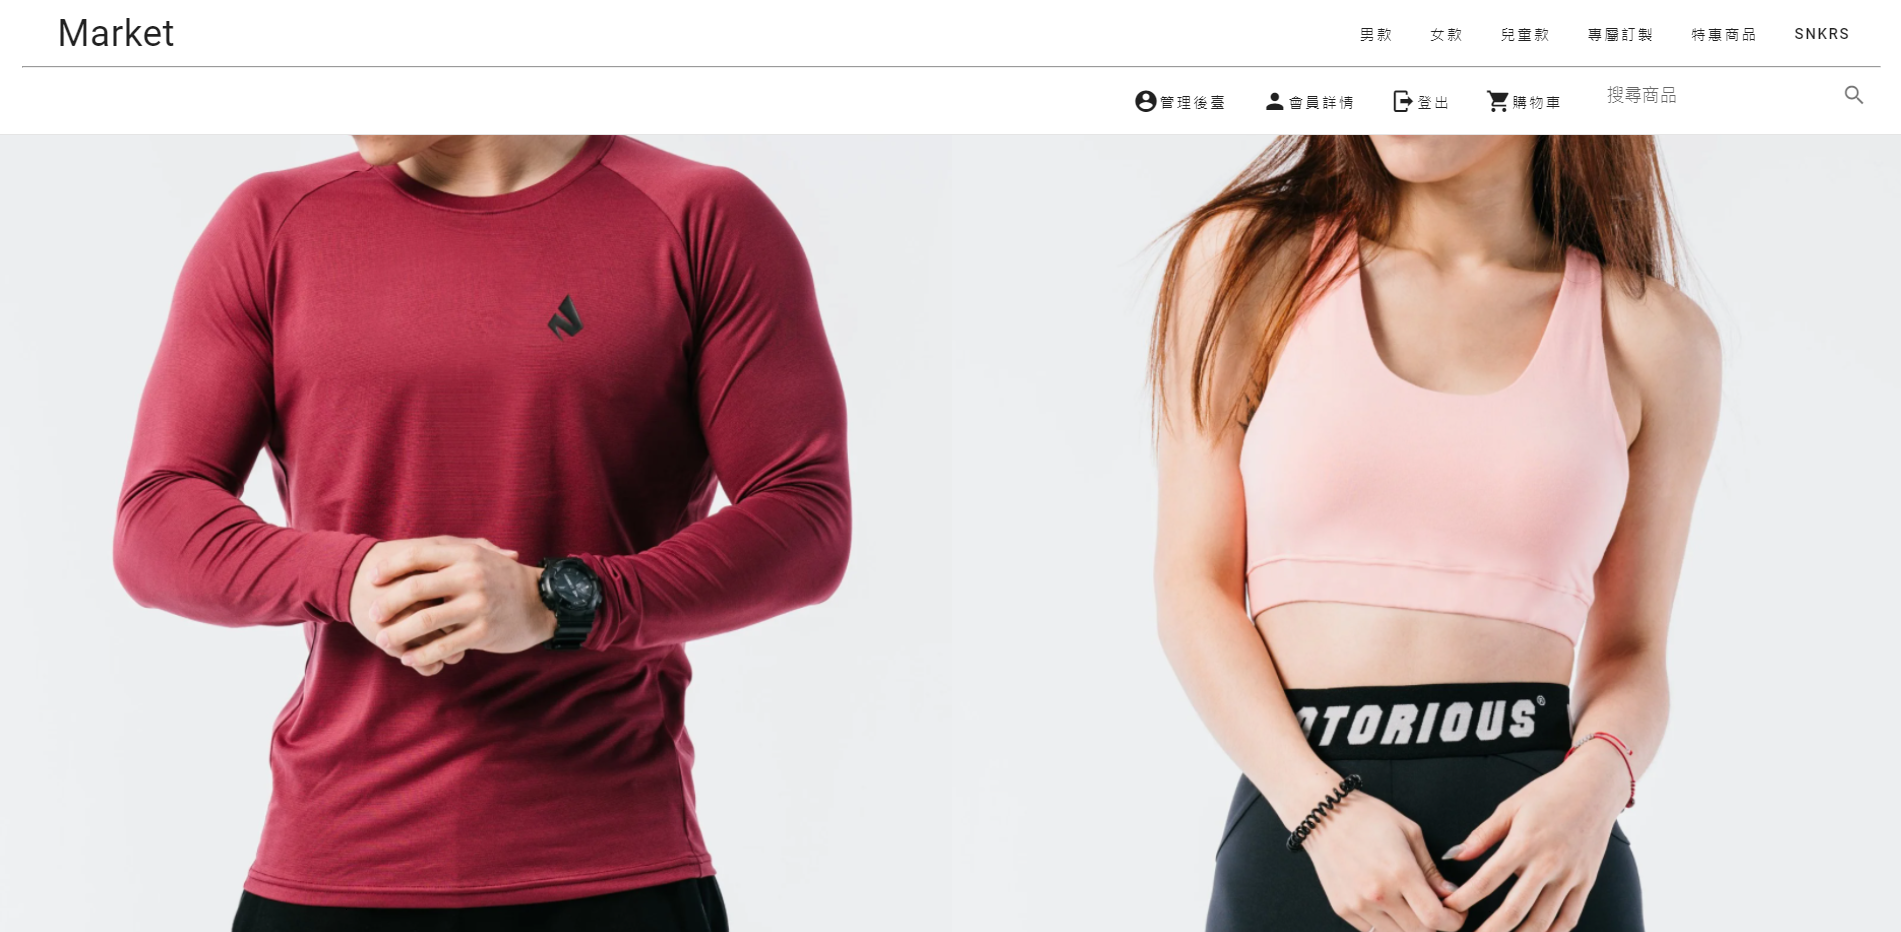 Market
男款 女款 兒童款 專屬訂製 特惠商品 SNKRS
管理後臺 會員詳情 登出 購物車 搜尋商品
OTORIOUS®